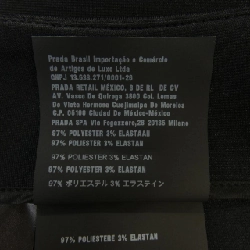 Prada Brasil Importação e Comércio
de Artigos de Luxo Ltda
CNPJ 13.555.271/0001-25
PRADA RETAIL MÉXICO, S DE RL DE CV
Av. Vasco De Quiroga 3800 Col. Lomas
De Vista Hermosa Cuajimalpa De Morelos
C.P. 05109 Ciudad De México/México
PRADA SPA Via Fogazzaro,28 20135 Milano
97% POLYESTER 3% ELASTAN
97% POLYESTER 3% ELASTAN
97% POLYESTER 3% ELASTAN
97% POLYESTER 3% ELASTAN
97% ポリエステル 3% エラスティン
97% POLYESTERE 3% ELASTAN